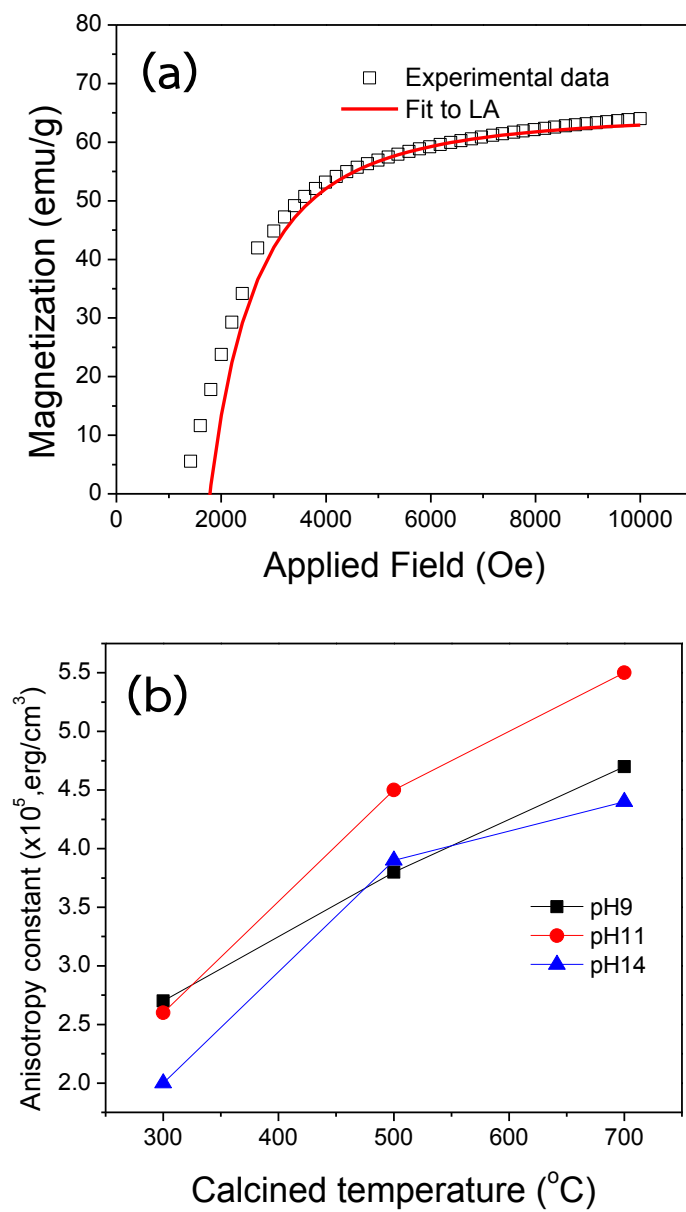 (a)
Experimental data
Fit to LA
80
70
60
50
40
30
20
10
0
0 2000 4000 6000 8000 10000
Magnetization (emu/g)
Applied Field (Oe)
(b)
5.5
5.0
4.5
4.0
3.5
3.0
2.5
2.0
300 400 500 600 700
pH9
pH11
pH14
Anisotropy constant (x10⁵,erg/cm³)
Calcined temperature (°C)